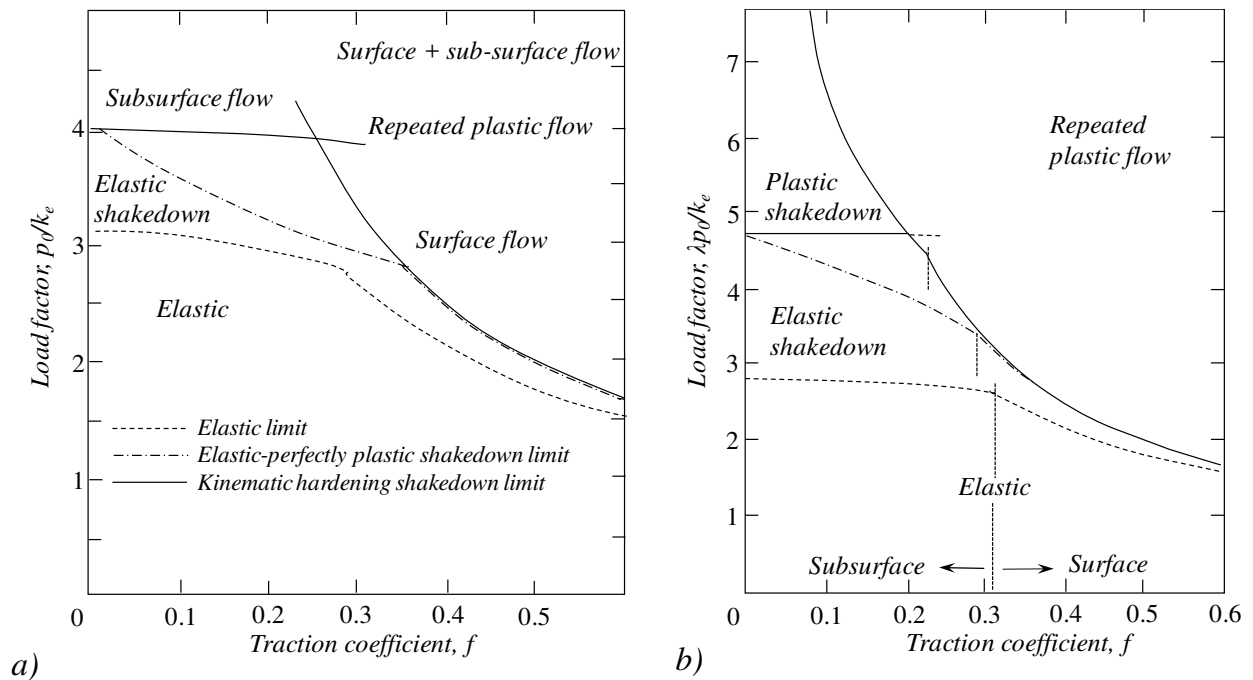 Surface + sub-surface flow
Subsurface flow
4
Repeated plastic flow
Elastic
shakedown
3
Surface flow
Elastic
2
Load factor, p0/ke
Elastic limit
Elastic-perfectly plastic shakedown limit
Kinematic hardening shakedown limit
1
0
0.1
0.2
0.3
0.4
0.5
Traction coefficient, f
a)
7
Repeated
plastic flow
6
Plastic
shakedown
5
4
Elastic
shakedown
3
2
Load factor, λp0/ke
Elastic
1
Subsurface
Surface
0
0.1
0.2
0.3
0.4
0.5
0.6
Traction coefficient, f
b)